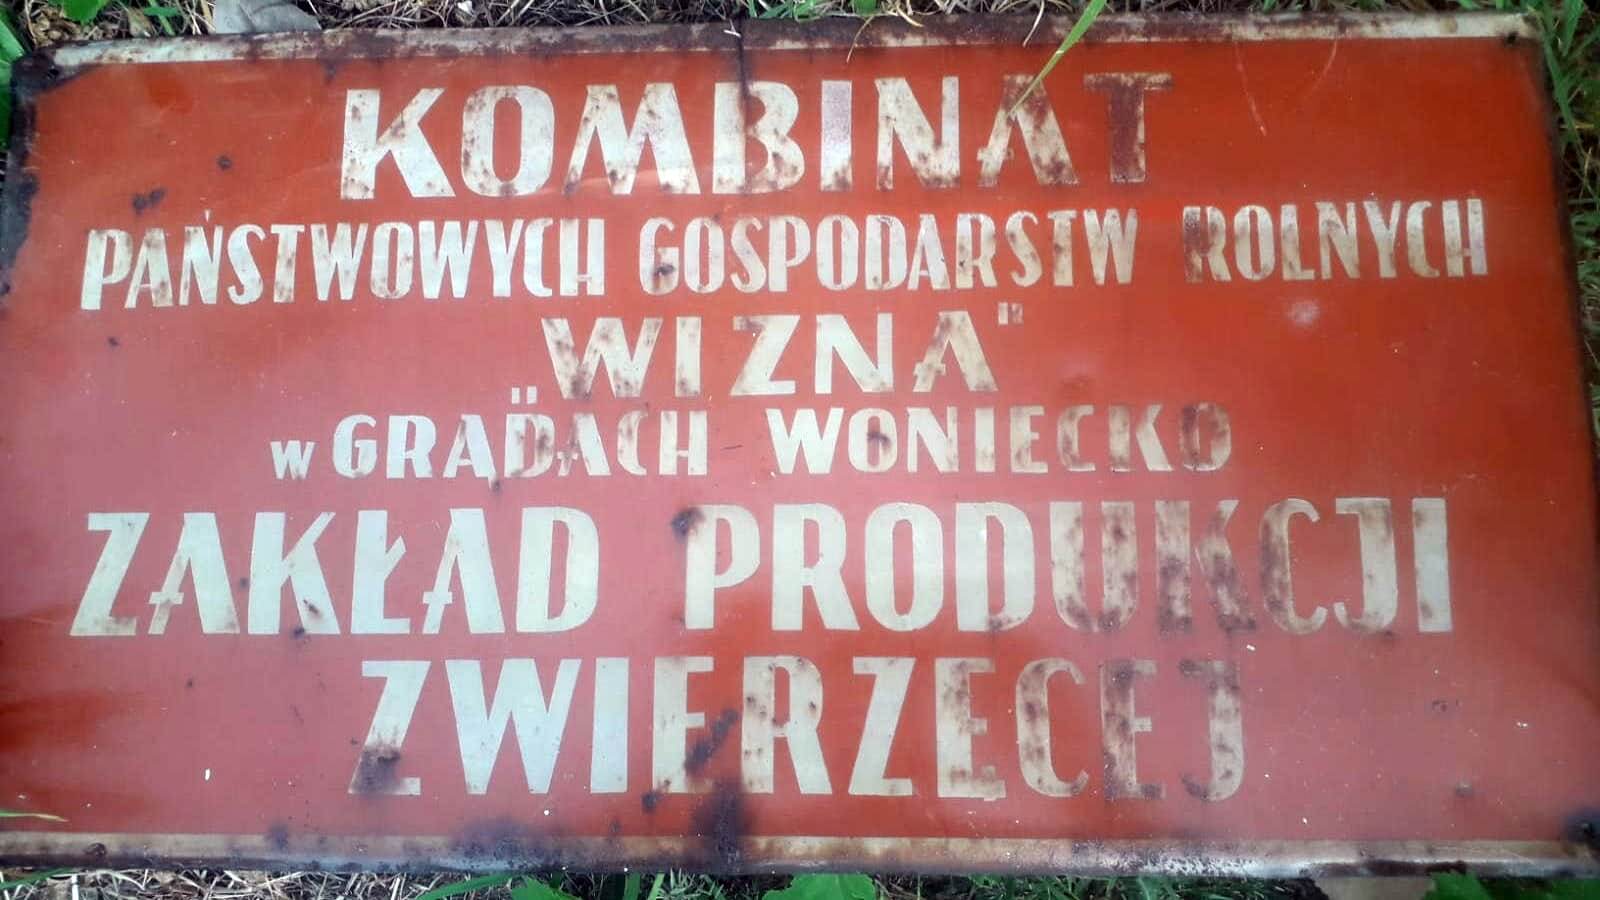 KOMBINAT
PAŃSTWOWYCH GOSPODARSTW ROLNYCH
"WIZNA"
w GRĄDACH WONIECKO
ZAKŁAD PRODUKCJI
ZWIERZĘCEJ